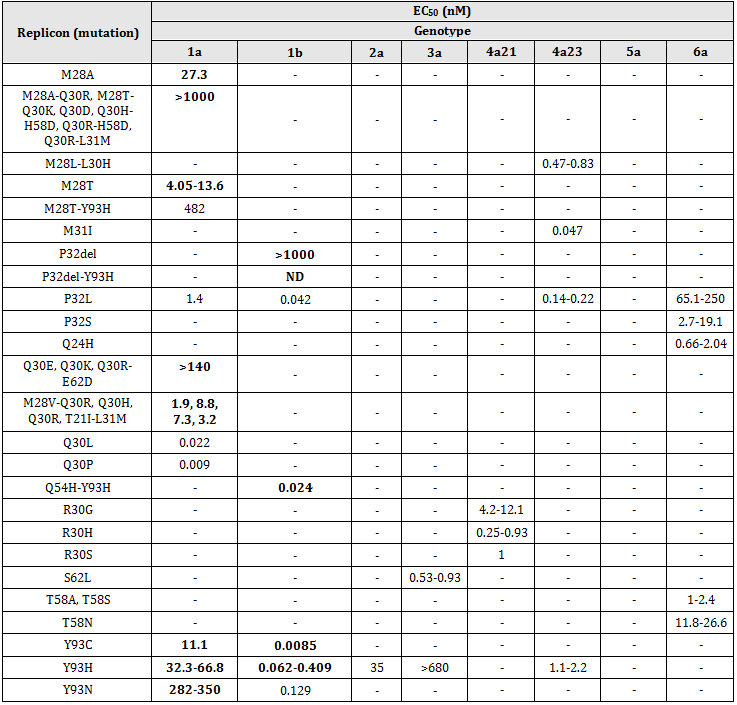 Replicon (mutation) EC50 (nM)
Genotype
1a 1b 2a 3a 4a21 4a23 5a 6a
M28A 27.3 - - - - - - -
M28A-Q30R, M28T-
Q30K, Q30D, Q30H-
H58D, Q30R-H58D,
Q30R-L31M
>1000 - - - - - - -
M28L-L30H - - - - - 0.47-0.83 - -
M28T 4.05-13.6 - - - - - - -
M28T-Y93H 482 - - - - - - -
M31I - - - - - 0.047 - -
P32del - >1000 - - - - - -
P32del-Y93H - ND - - - - - -
P32L 1.4 0.042 - - - 0.14-0.22 - 65.1-250
P32S - - - - - - - 2.7-19.1
Q24H - - - - - - - 0.66-2.04
Q30E, Q30K, Q30R-
E62D
>140 - - - - - - -
M28V-Q30R, Q30H,
Q30R, T21I-L31M
1.9, 8.8,
7.3, 3.2
- - - - - - -
Q30L 0.022 - - - - - - -
Q30P 0.009 - - - - - - -
Q54H-Y93H - 0.024 - - - - - -
R30G - - - - 4.2-12.1 - - -
R30H - - - - 0.25-0.93 - - -
R30S - - - - 1 - - -
S62L - - - 0.53-0.93 - - - -
T58A, T58S - - - - - - - 1-2.4
T58N - - - - - - - 11.8-26.6
Y93C 11.1 0.0085 - - - - - -
Y93H 32.3-66.8 0.062-0.409 35 >680 - 1.1-2.2 - -
Y93N 282-350 0.129 - - - - - -